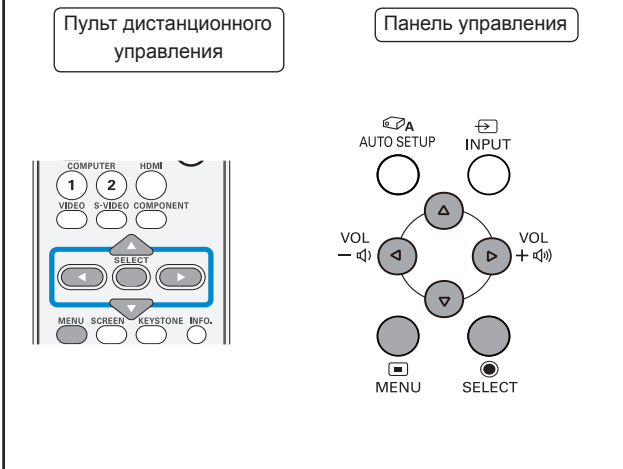 Пульт дистанционного
управления
Панель управления
COMPUTER HDMI
1 2
VIDEO S-VIDEO COMPONENT
SELECT
MENU SCREEN KEYSTONE INFO.
A
AUTO SETUP INPUT
VOL VOL
− +
MENU SELECT